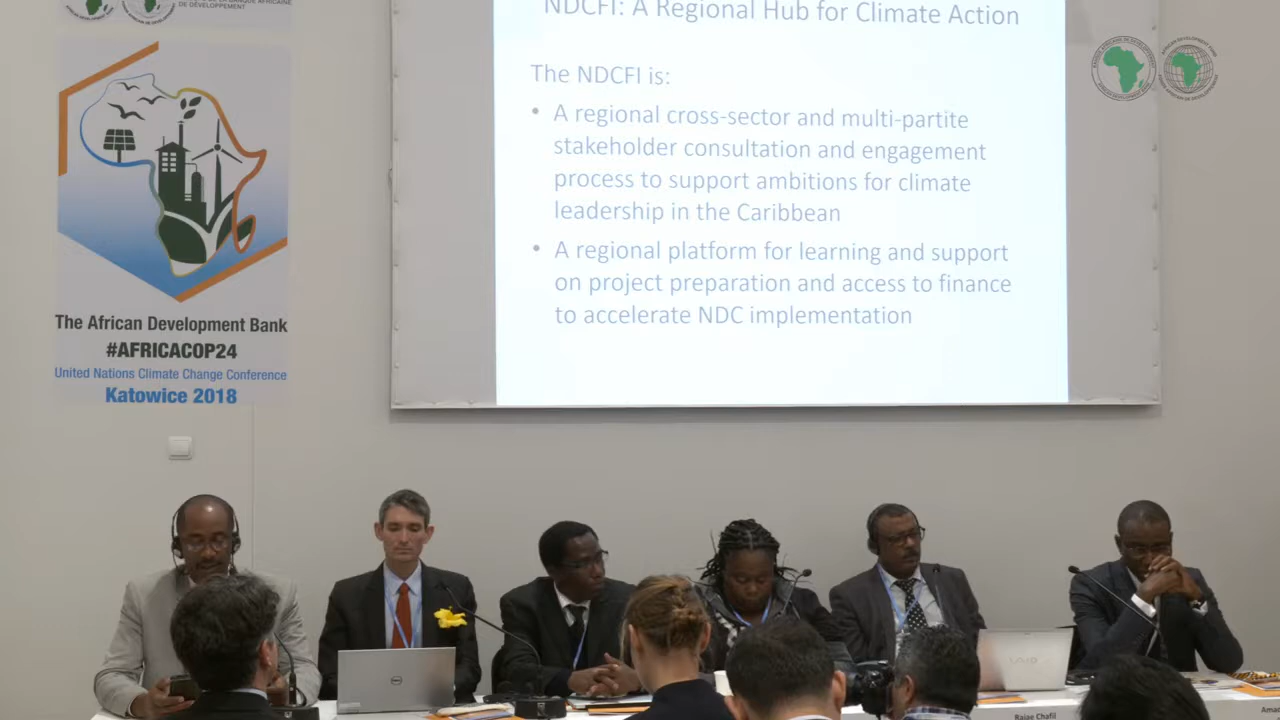 DE DÉVELOPPEMENT
The African Development Bank
#AFRICACOP24
United Nations Climate Change Conference
Katowice 2018
NDCFI: A Regional Hub for Climate Action
The NDCFI is:
• A regional cross-sector and multi-partite
stakeholder consultation and engagement
process to support ambitions for climate
leadership in the Caribbean
• A regional platform for learning and support
on project preparation and access to finance
to accelerate NDC implementation
DELL
VAIO
Rajae Chafil